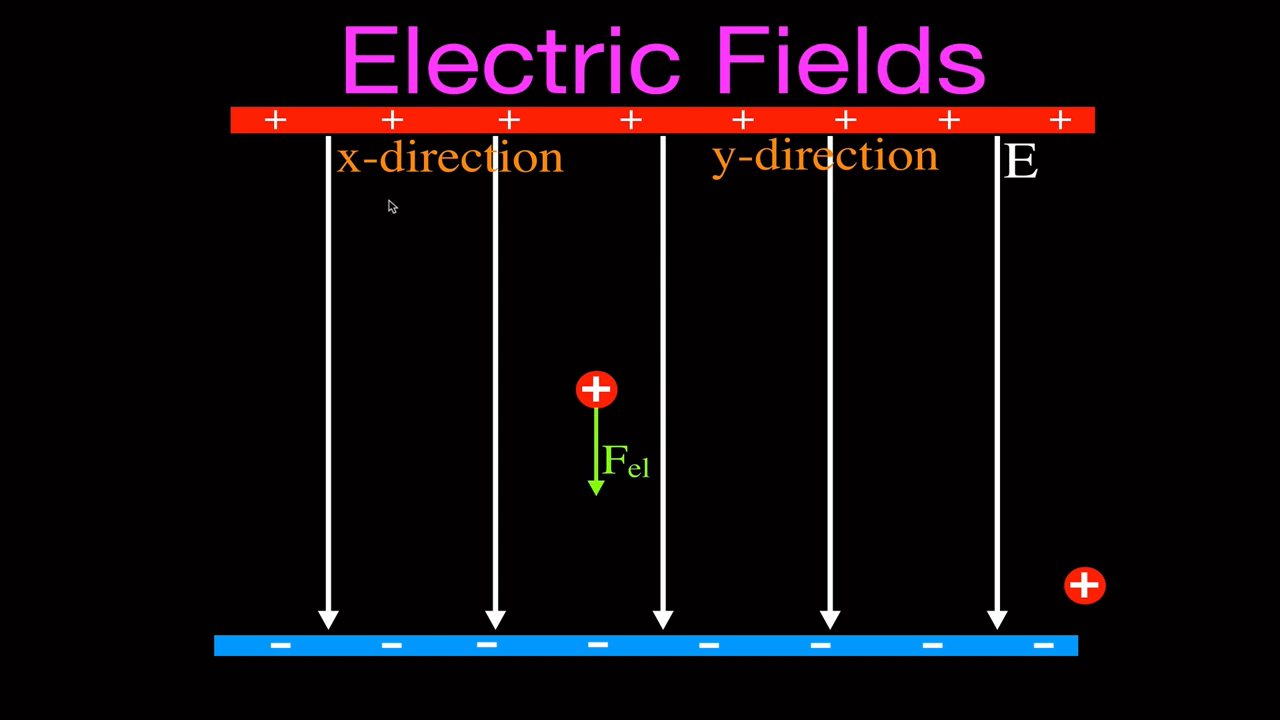 Electric Fields
+ + + + + + + +
x-direction y-direction E
+
Fel
+
- - - - - - - -